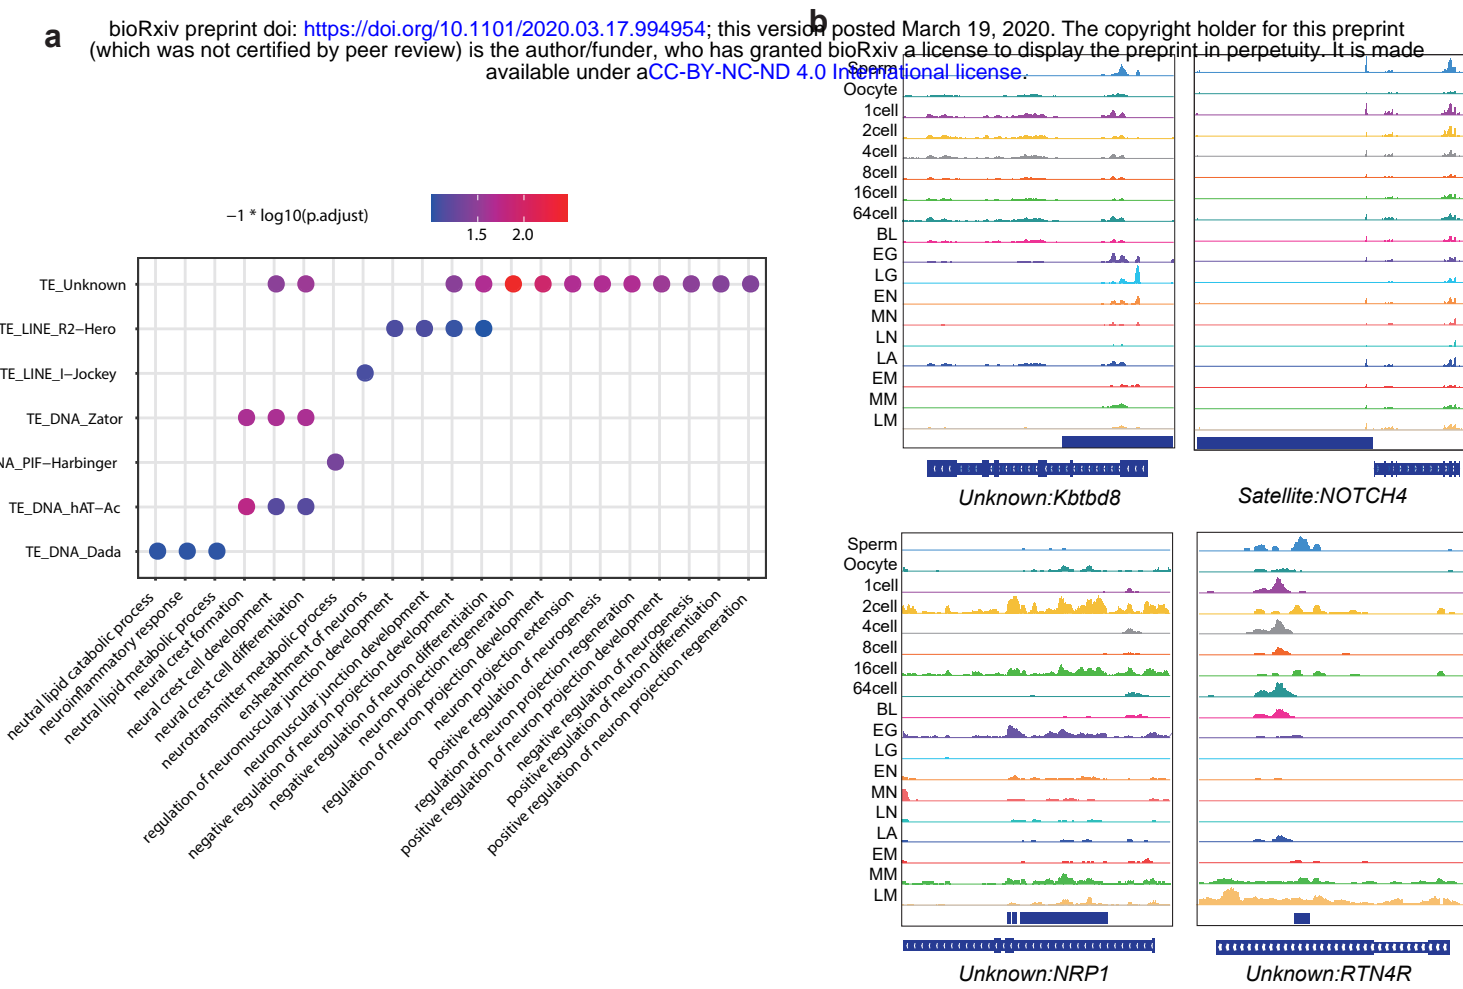 a
b
bioRxiv preprint doi: https://doi.org/10.1101/2020.03.17.994954; this version posted March 19, 2020. The copyright holder for this preprint
(which was not certified by peer review) is the author/funder, who has granted bioRxiv a license to display the preprint in perpetuity. It is made
available under aCC-BY-NC-ND 4.0 International license.
−1 * log10(p.adjust)
1.5 2.0
TE_Unknown
TE_LINE_R2−Hero
TE_LINE_I−Jockey
TE_DNA_Zator
NA_PIF−Harbinger
TE_DNA_hAT−Ac
TE_DNA_Dada
neutral lipid catabolic process
neuroinflammatory response
neutral lipid metabolic process
neural crest formation
neural crest cell development
neural crest cell differentiation
neurotransmitter metabolic process
ensheathment of neurons
regulation of neuromuscular junction development
neuromuscular junction development
negative regulation of neuron projection development
negative regulation of neuron differentiation
neuron projection regeneration
regulation of neuron projection development
neuron projection extension
positive regulation of neurogenesis
regulation of neuron projection regeneration
positive regulation of neuron projection development
negative regulation of neurogenesis
positive regulation of neuron differentiation
positive regulation of neuron projection regeneration
Sperm
Oocyte
1cell
2cell
4cell
8cell
16cell
64cell
BL
EG
LG
EN
MN
LN
LA
EM
MM
LM
Unknown:Kbtbd8
Satellite:NOTCH4
Sperm
Oocyte
1cell
2cell
4cell
8cell
16cell
64cell
BL
EG
LG
EN
MN
LN
LA
EM
MM
LM
Unknown:NRP1
Unknown:RTN4R